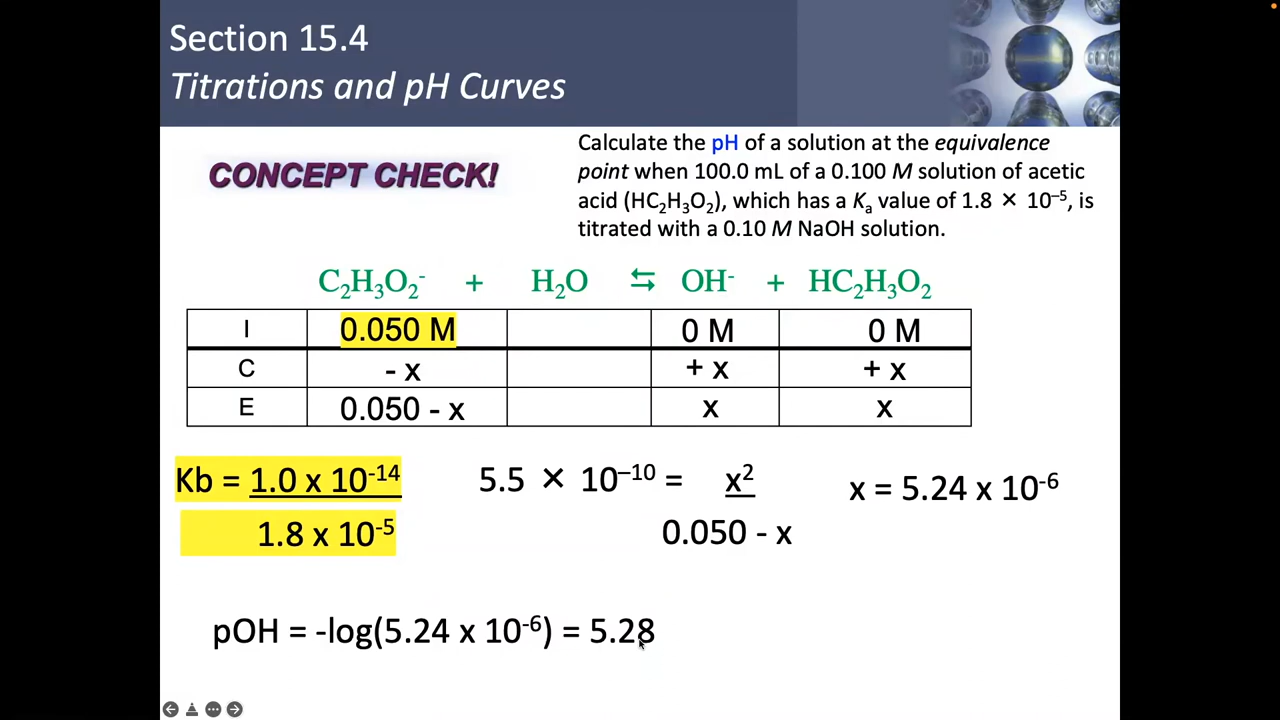 Section 15.4
Titrations and pH Curves
CONCEPT CHECK!
Calculate the pH of a solution at the equivalence
point when 100.0 mL of a 0.100 M solution of acetic
acid (HC₂H₃O₂), which has a Kₐ value of 1.8 × 10⁻⁵, is
titrated with a 0.10 M NaOH solution.
C₂H₃O₂⁻ + H₂O ⇆ OH⁻ + HC₂H₃O₂
I 0.050 M 0 M 0 M
C - x + x + x
E 0.050 - x x x
Kb = 1.0 x 10⁻¹⁴ 5.5 × 10⁻¹⁰ = x² x = 5.24 x 10⁻⁶
1.8 x 10⁻⁵ 0.050 - x
pOH = -log(5.24 x 10⁻⁶) = 5.28